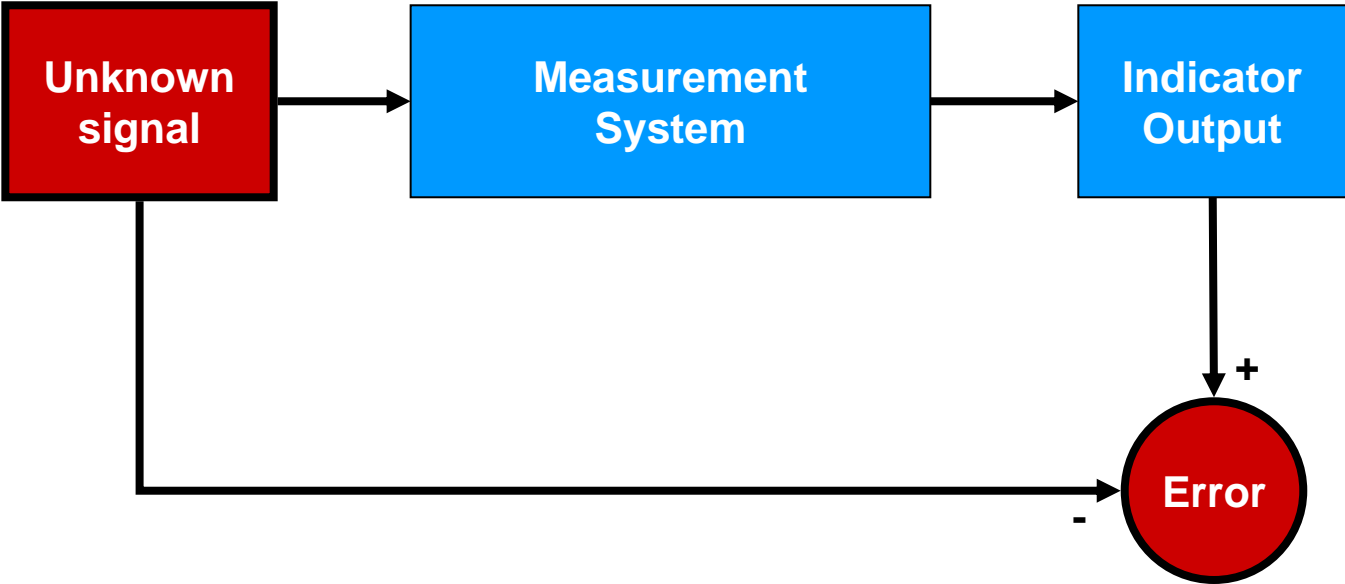 Unknown
signal
Measurement
System
Indicator
Output
+
Error
-